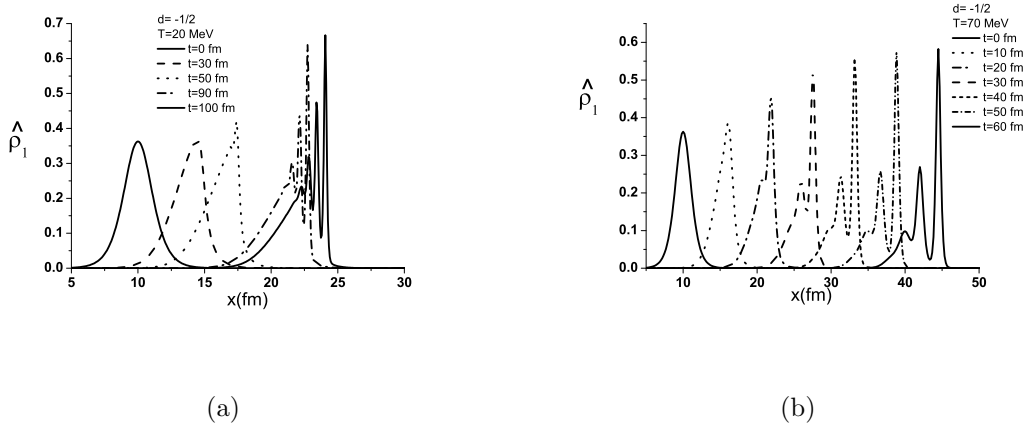 d= -1/2
T=20 MeV
t=0 fm
t=30 fm
t=50 fm
t=90 fm
t=100 fm
0.7
0.6
0.5
0.4
0.3
0.2
0.1
0.0
ρ̂₁
5 10 15 20 25 30
x(fm)
(a)
d= -1/2
T=70 MeV
t=0 fm
t=10 fm
t=20 fm
t=30 fm
t=40 fm
t=50 fm
t=60 fm
0.6
0.5
0.4
0.3
0.2
0.1
0.0
ρ̂₁
10 20 30 40 50
x(fm)
(b)